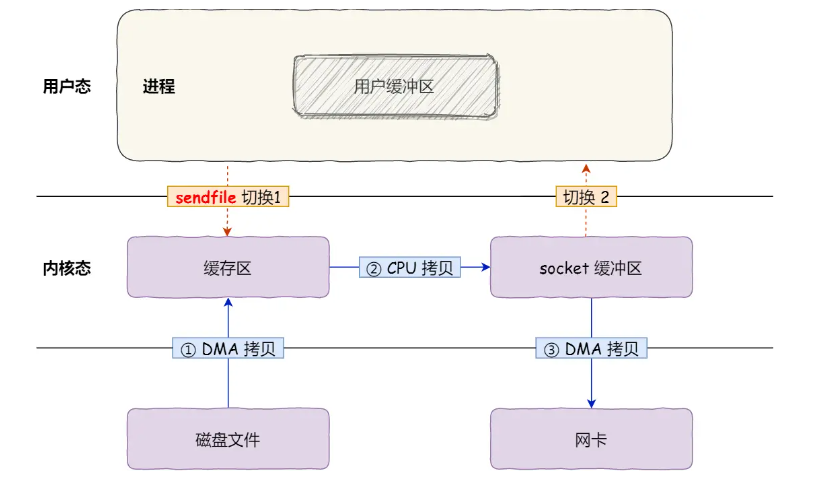 用户态
进程
用户缓冲区
sendfile 切换1
切换 2
内核态
缓存区
② CPU 拷贝
socket 缓冲区
① DMA 拷贝
③ DMA 拷贝
磁盘文件
网卡